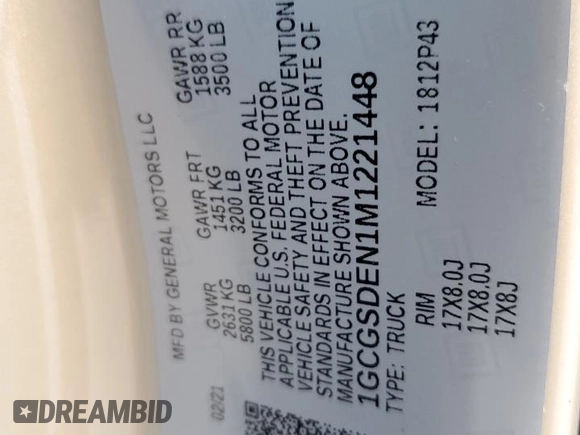 MFD BY GENERAL MOTORS LLC
02/21
GVWR
2631 KG
5800 LB
GAWR FRT
1451 KG
3200 LB
GAWR RR
1588 KG
3500 LB
THIS VEHICLE CONFORMS TO ALL
APPLICABLE U.S. FEDERAL MOTOR
VEHICLE SAFETY AND THEFT PREVENTION
STANDARDS IN EFFECT ON THE DATE OF
MANUFACTURE SHOWN ABOVE.
1GCGSDEN1M1221448
TYPE: TRUCK
MODEL: 1812P43
RIM
17X8.0J
17X8.0J
17X8J
DREAMBID